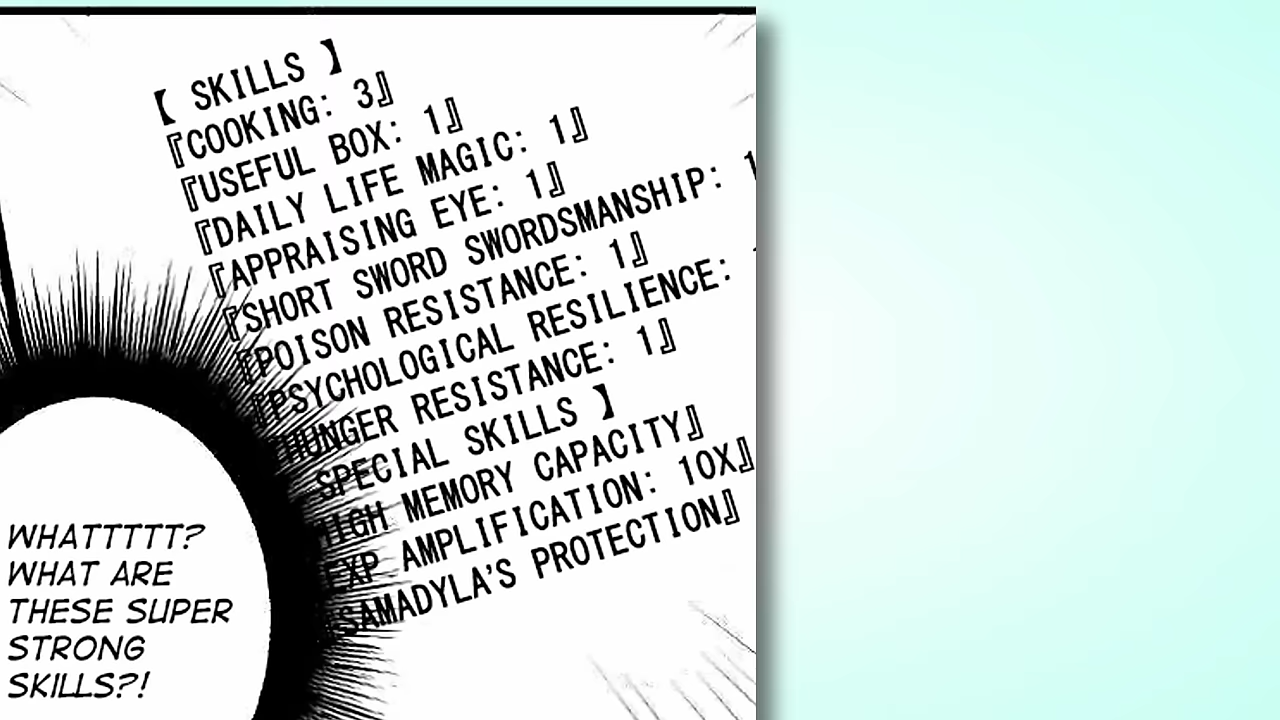 【 SKILLS 】
『COOKING: 3』
『USEFUL BOX: 1』
『DAILY LIFE MAGIC: 1』
『APPRAISING EYE: 1』
『SHORT SWORD SWORDSMANSHIP: 1
『POISON RESISTANCE: 1』
『PSYCHOLOGICAL RESILIENCE:
HUNGER RESISTANCE: 1』
SPECIAL SKILLS 】
HIGH MEMORY CAPACITY』
EXP AMPLIFICATION: 10X』
SAMADYLA'S PROTECTION』
WHATTTTT?
WHAT ARE
THESE SUPER
STRONG
SKILLS?!